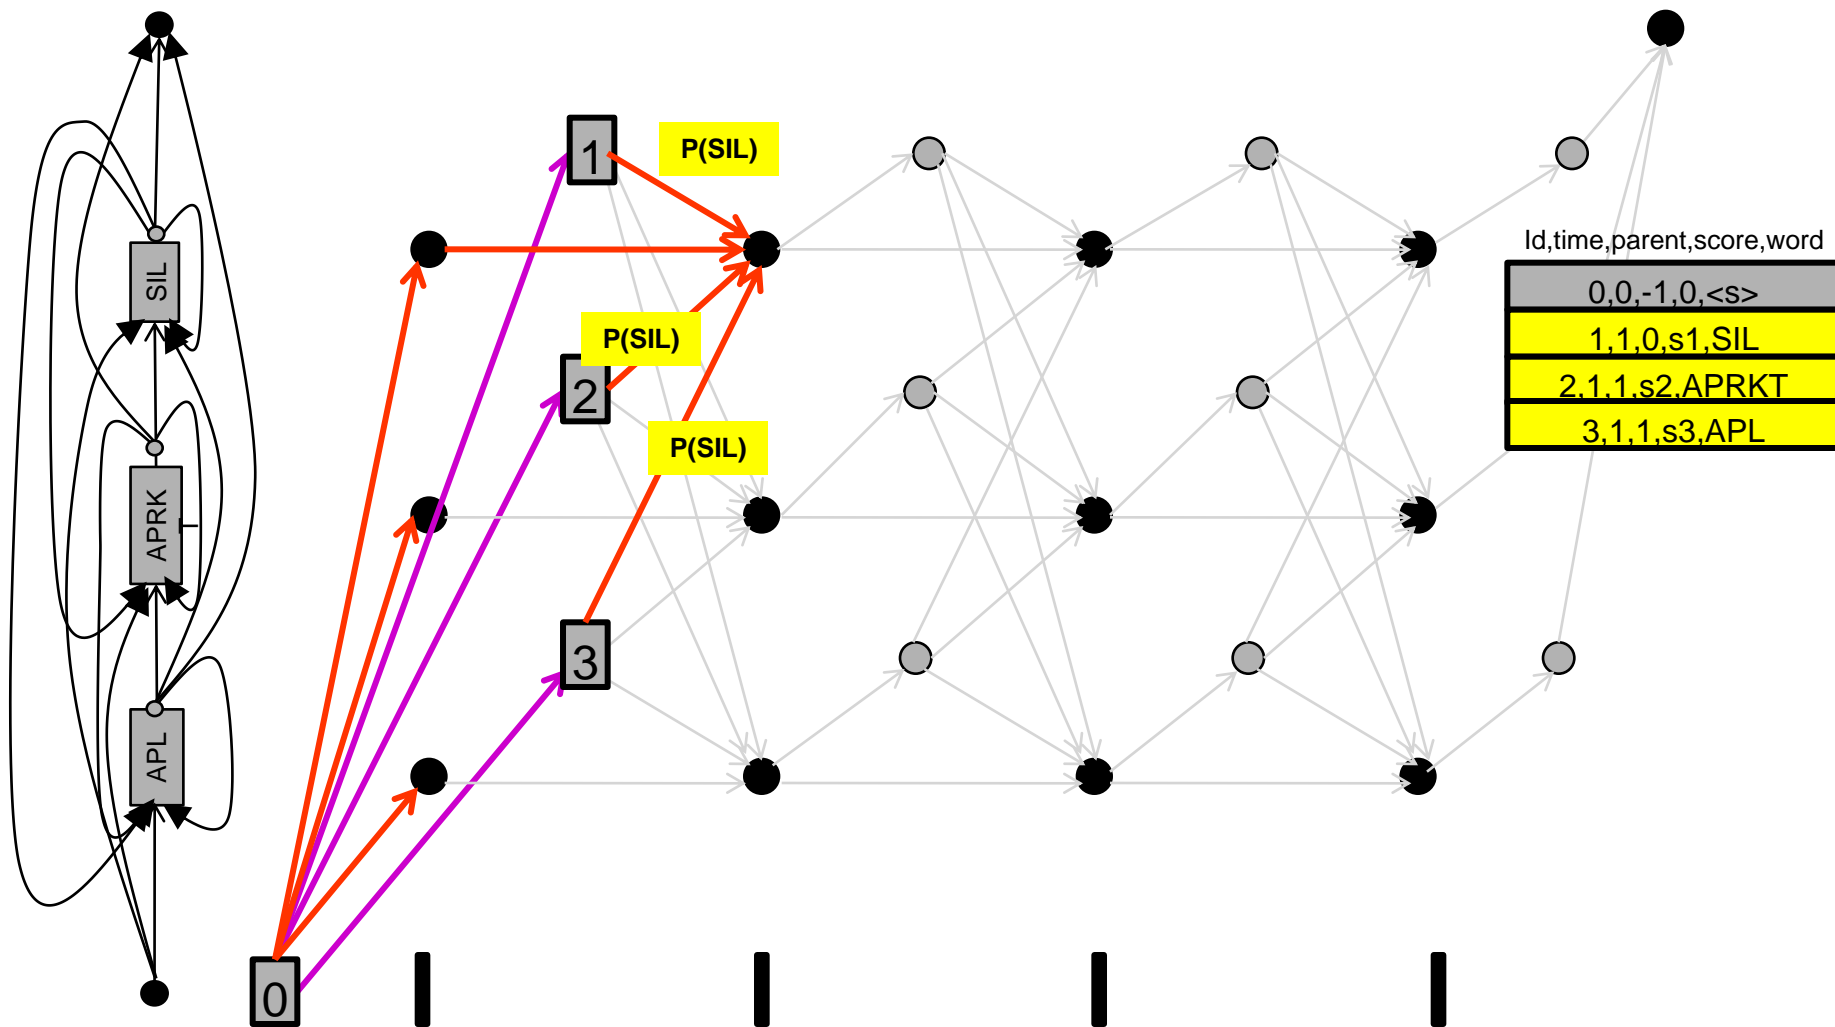 SIL
APRK
T
APL
0
1
2
3
P(SIL)
P(SIL)
P(SIL)
Id,time,parent,score,word
0,0,-1,0,<s>
1,1,0,s1,SIL
2,1,1,s2,APRKT
3,1,1,s3,APL